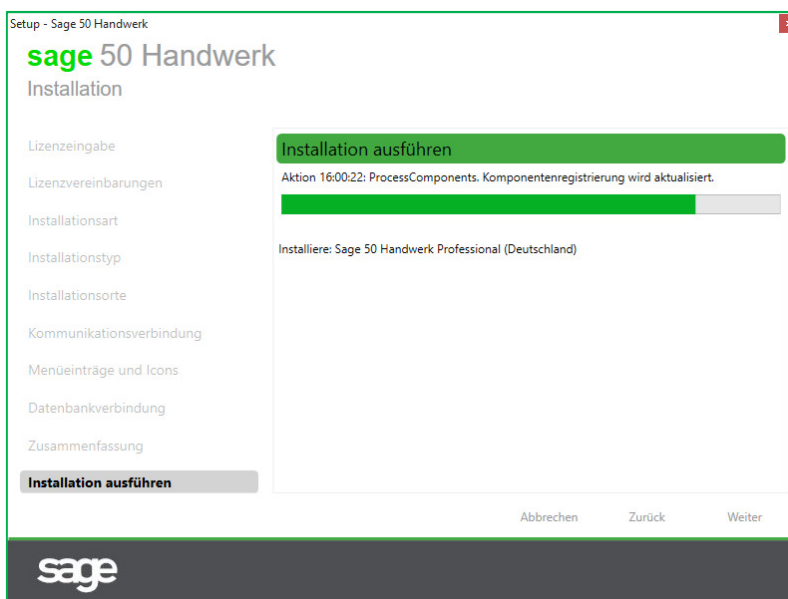 Setup - Sage 50 Handwerk
sage 50 Handwerk
Installation
Lizenzeingabe
Lizenzvereinbarungen
Installationsart
Installationstyp
Installationsorte
Kommunikationsverbindung
Menüeinträge und Icons
Datenbankverbindung
Zusammenfassung
Installation ausführen
Installation ausführen
Aktion 16:00:22: ProcessComponents. Komponentenregistrierung wird aktualisiert.
Installiere: Sage 50 Handwerk Professional (Deutschland)
Abbrechen Zurück Weiter
sage